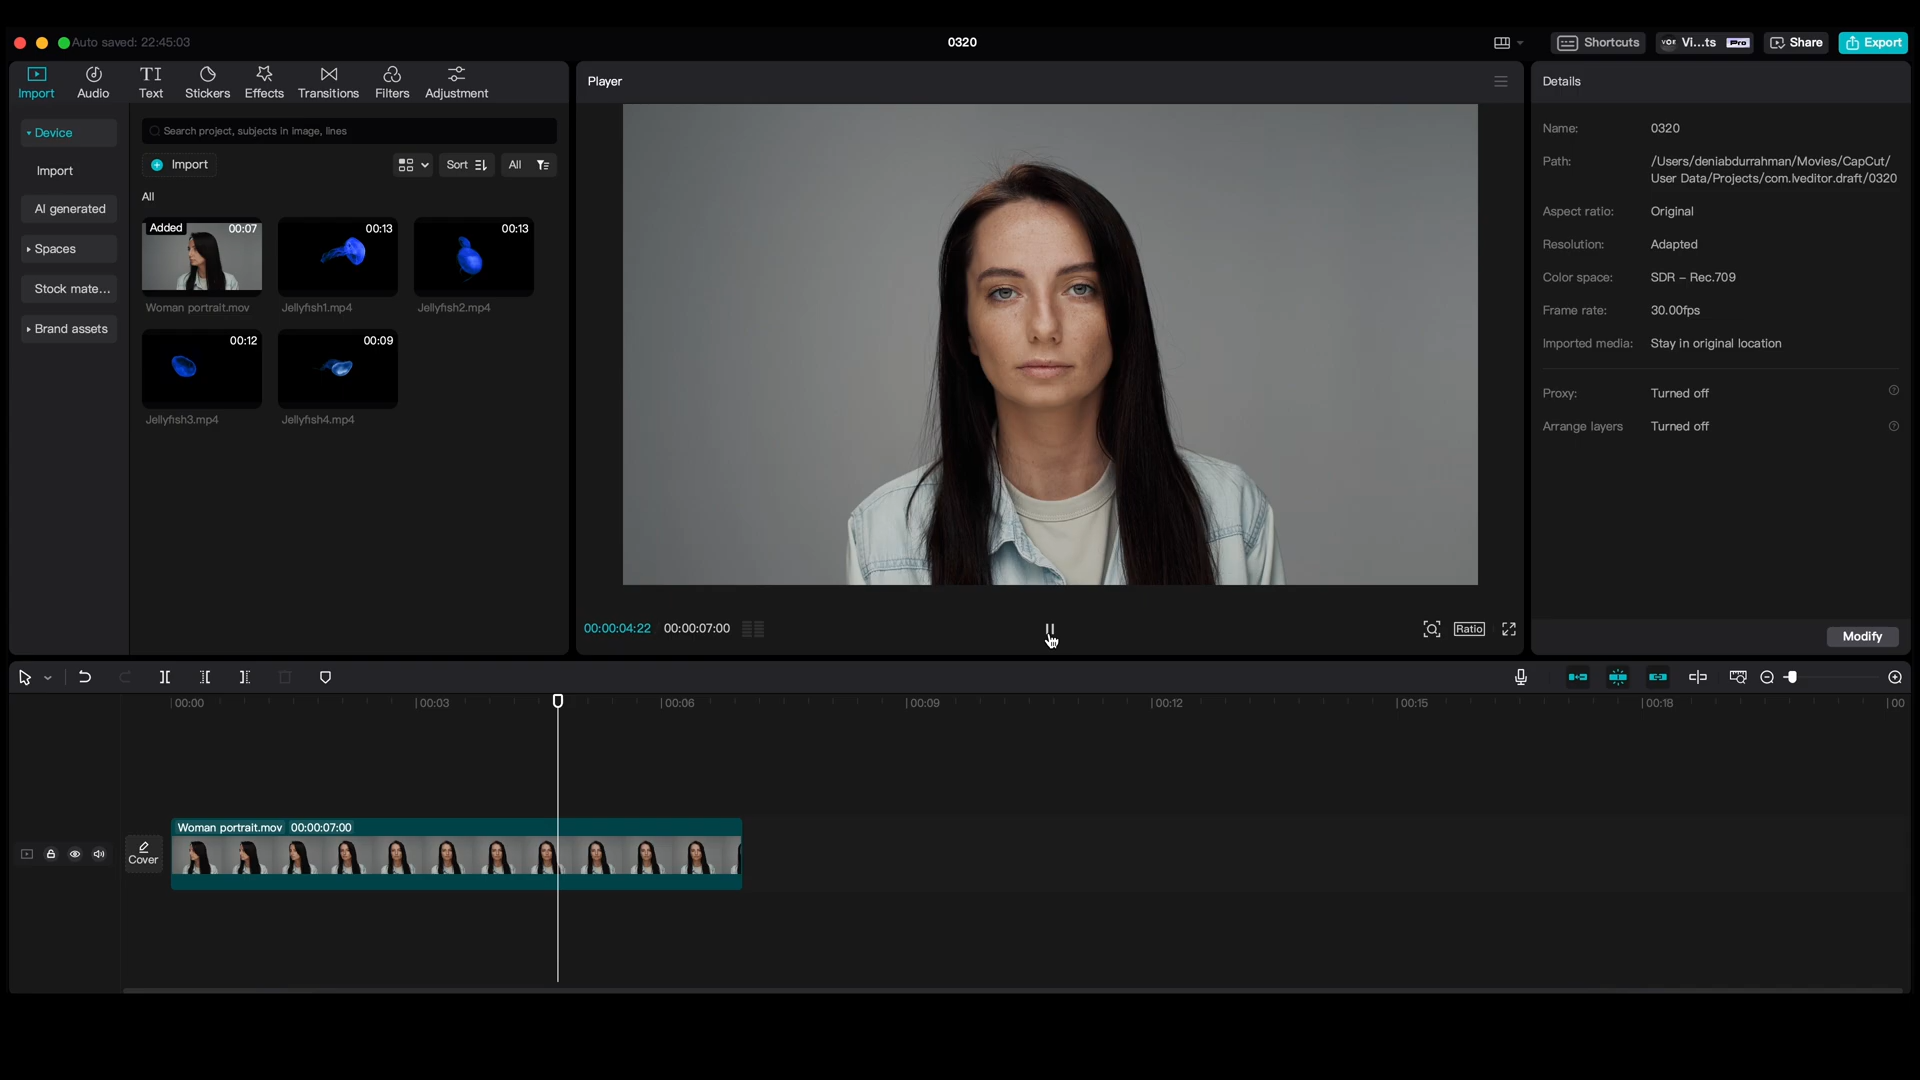 Auto saved: 22:45:03
0320
Shortcuts
Vi...ts
Pro
Share
Export
Import
Audio
Text
Stickers
Effects
Transitions
Filters
Adjustment
Device
Import
AI generated
Spaces
Stock mate...
Brand assets
Search project, subjects in image, lines
Import
Sort
All
All
Added
00:07
00:13
00:13
Woman portrait.mov
Jellyfish1.mp4
Jellyfish2.mp4
00:12
00:09
Jellyfish3.mp4
Jellyfish4.mp4
Player
00:00:04:22
00:00:07:00
Ratio
Details
Name:
0320
Path:
/Users/deniabdurrahman/Movies/CapCut/
User Data/Projects/com.lveditor.draft/0320
Aspect ratio:
Original
Resolution:
Adapted
Color space:
SDR – Rec.709
Frame rate:
30.00fps
Imported media:
Stay in original location
Proxy:
Turned off
Arrange layers
Turned off
Modify
00:00
00:03
00:06
00:09
00:12
00:15
00:18
00
Woman portrait.mov 00:00:07:00
Cover